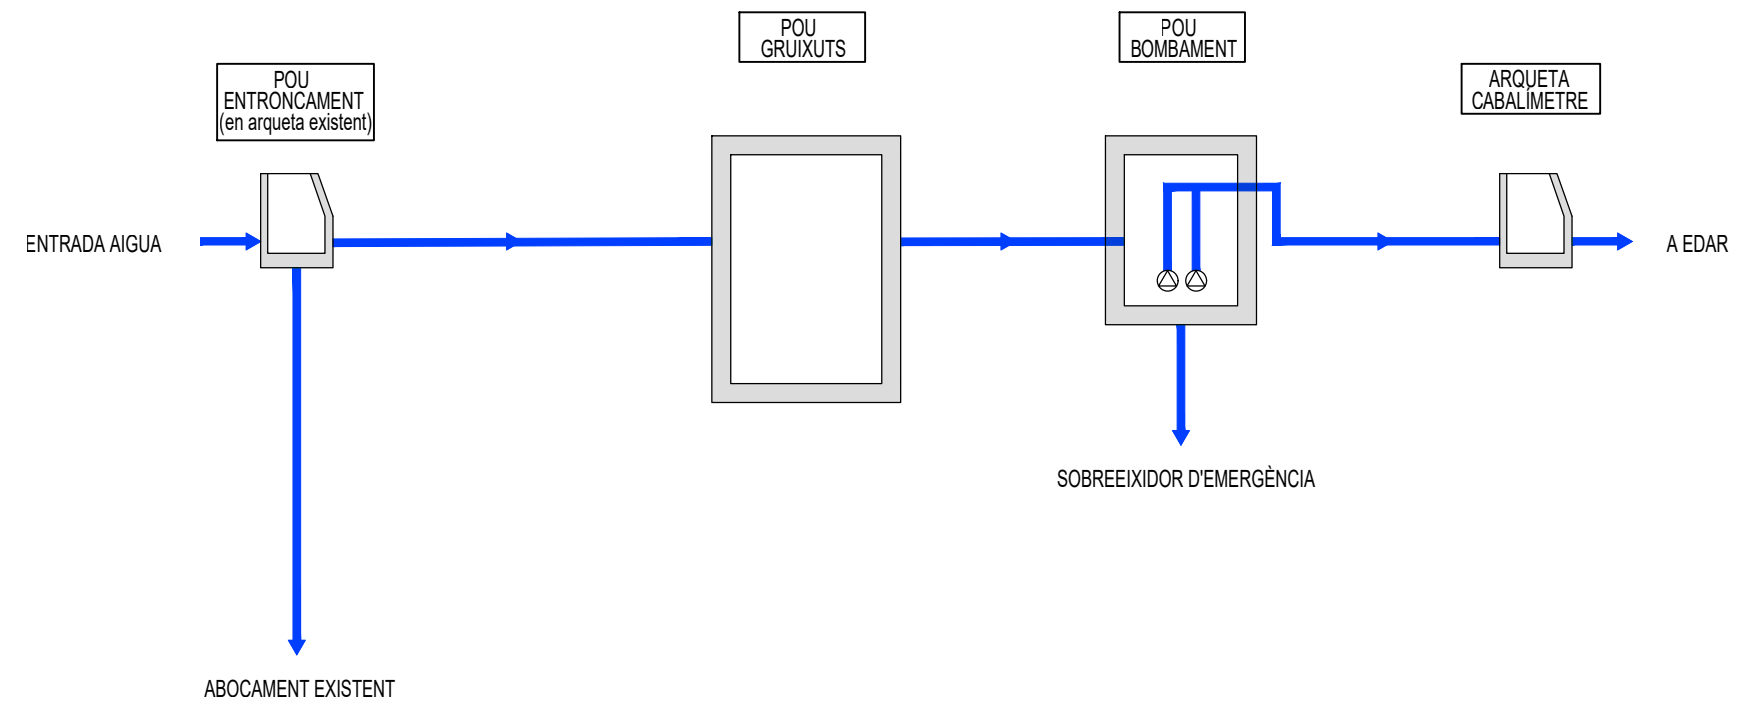 POU
GRUIXUTS
POU
BOMBAMENT
POU
ENTRONCAMENT
(en arqueta existent)
ARQUETA
CABALÍMETRE
ENTRADA AIGUA
A EDAR
SOBREEIXIDOR D'EMERGÈNCIA
ABOCAMENT EXISTENT